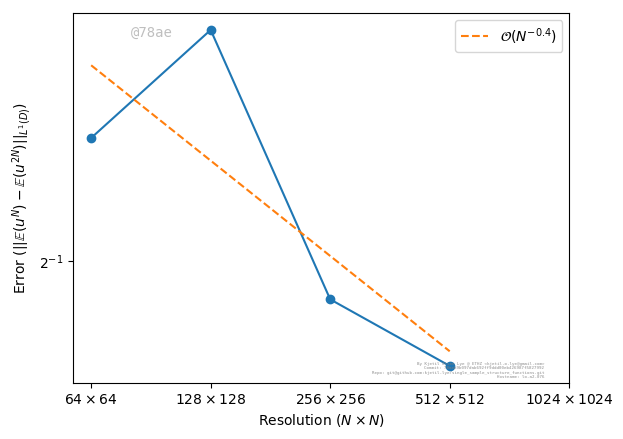 @78ae
𝒪(N^{-0.4})
Error (||𝔼(u^N) − 𝔼(u^{2N})||_{L^1(D)})
2^{−1}
64 × 64 128 × 128 256 × 256 512 × 512 1024 × 1024
Resolution (N × N)